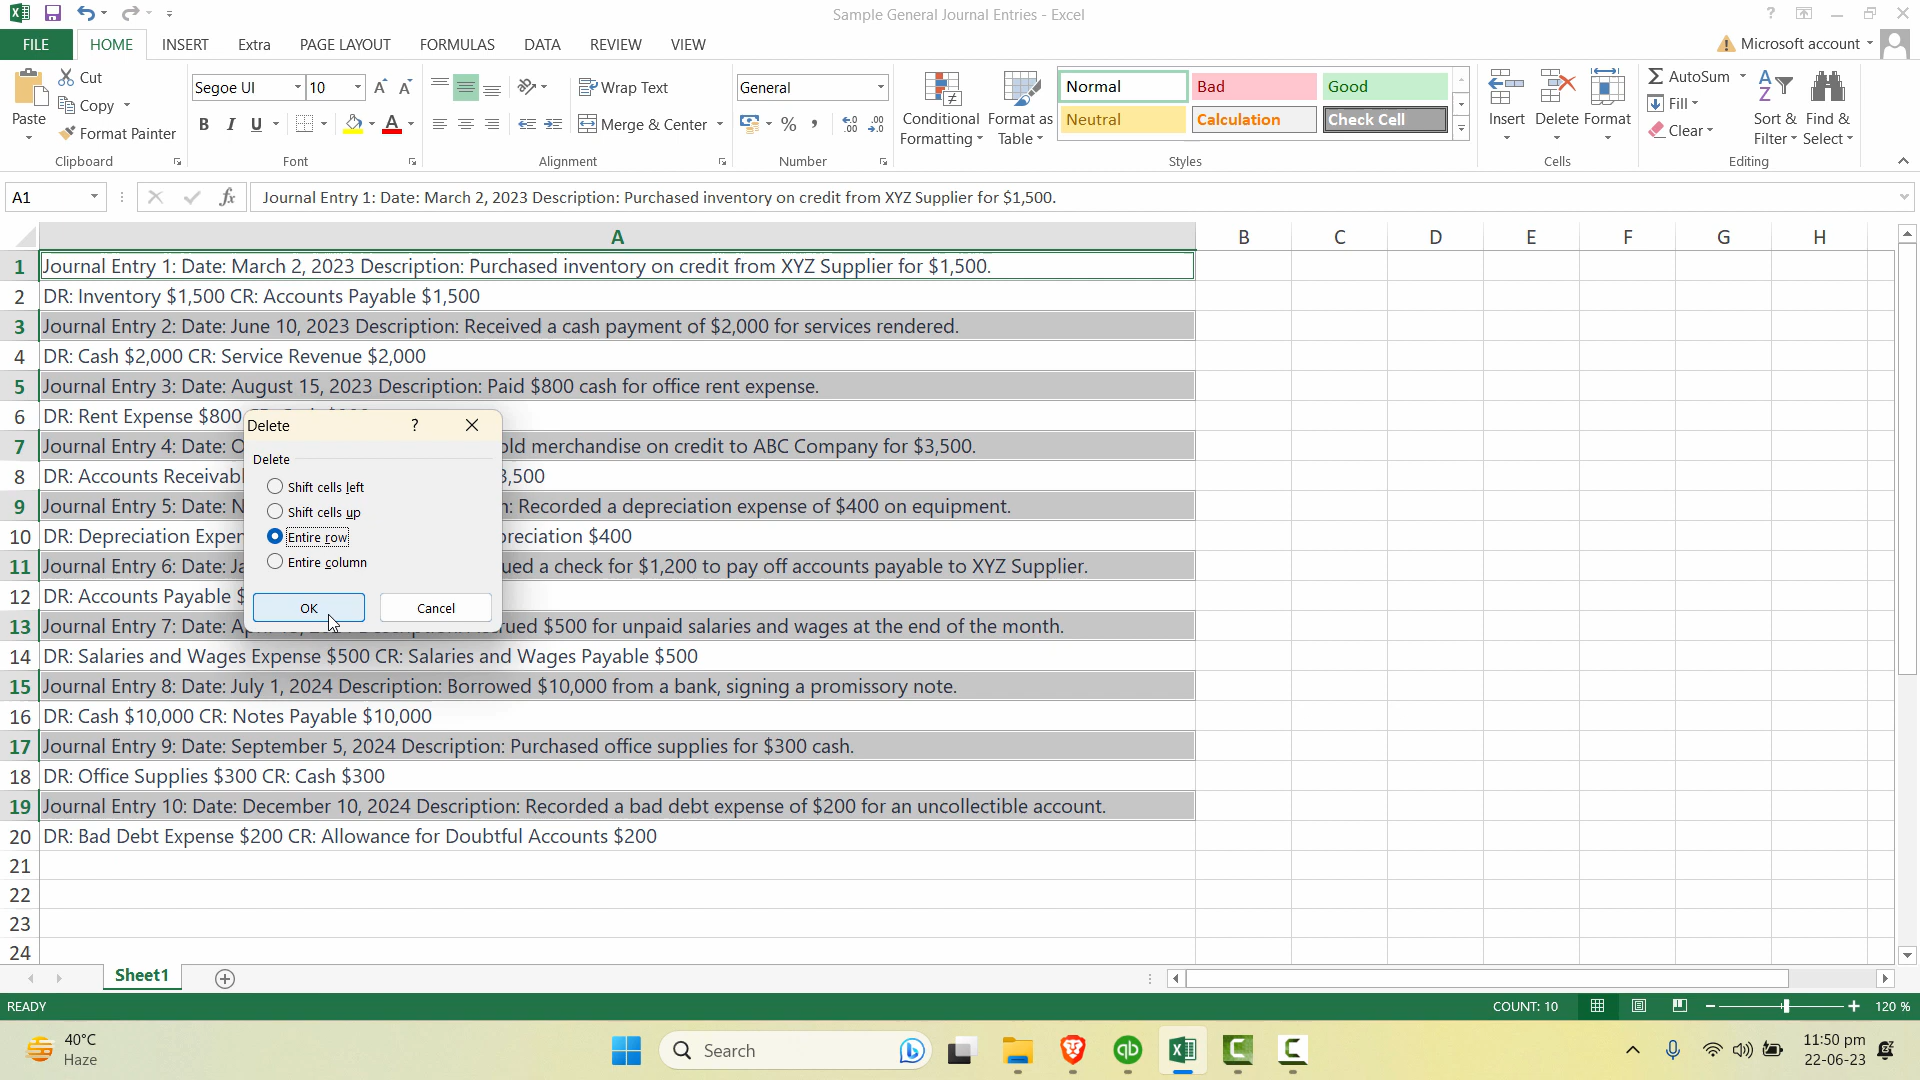 Sample General Journal Entries - Excel
FILE HOME INSERT Extra PAGE LAYOUT FORMULAS DATA REVIEW VIEW Microsoft account
Paste Cut Copy Format Painter Clipboard
Segoe UI 10 B I U A A Font
Wrap Text Merge & Center Alignment
General % , Number
Conditional Formatting Format as Table
Normal Bad Good
Neutral Calculation Check Cell
Styles
Insert Delete Format Cells
AutoSum Fill Clear Sort & Filter Find & Select Editing
A1 fx Journal Entry 1: Date: March 2, 2023 Description: Purchased inventory on credit from XYZ Supplier for $1,500.
A B C D E F G H
1 Journal Entry 1: Date: March 2, 2023 Description: Purchased inventory on credit from XYZ Supplier for $1,500.
2 DR: Inventory $1,500 CR: Accounts Payable $1,500
3 Journal Entry 2: Date: June 10, 2023 Description: Received a cash payment of $2,000 for services rendered.
4 DR: Cash $2,000 CR: Service Revenue $2,000
5 Journal Entry 3: Date: August 15, 2023 Description: Paid $800 cash for office rent expense.
6 DR: Rent Expense $800
7 Journal Entry 4: Date: old merchandise on credit to ABC Company for $3,500.
8 DR: Accounts 3,500
9 Journal Entry 5: Date: n: Recorded a depreciation expense of $400 on equipment.
10 DR: Depreciation preciation $400
11 Journal Entry 6: Date: ued a check for $1,200 to pay off accounts payable to XYZ Supplier.
12 DR: Accounts Payable
13 Journal Entry 7: Date: rued $500 for unpaid salaries and wages at the end of the month.
14 DR: Salaries and Wages Expense $500 CR: Salaries and Wages Payable $500
15 Journal Entry 8: Date: July 1, 2024 Description: Borrowed $10,000 from a bank, signing a promissory note.
16 DR: Cash $10,000 CR: Notes Payable $10,000
17 Journal Entry 9: Date: September 5, 2024 Description: Purchased office supplies for $300 cash.
18 DR: Office Supplies $300 CR: Cash $300
19 Journal Entry 10: Date: December 10, 2024 Description: Recorded a bad debt expense of $200 for an uncollectible account.
20 DR: Bad Debt Expense $200 CR: Allowance for Doubtful Accounts $200
21
22
23
24
Delete ?
Delete
Shift cells left
Shift cells up
Entire row
Entire column
OK Cancel
Sheet1
READY COUNT: 10 120 %
40°C
Haze
Search
11:50 pm
22-06-23